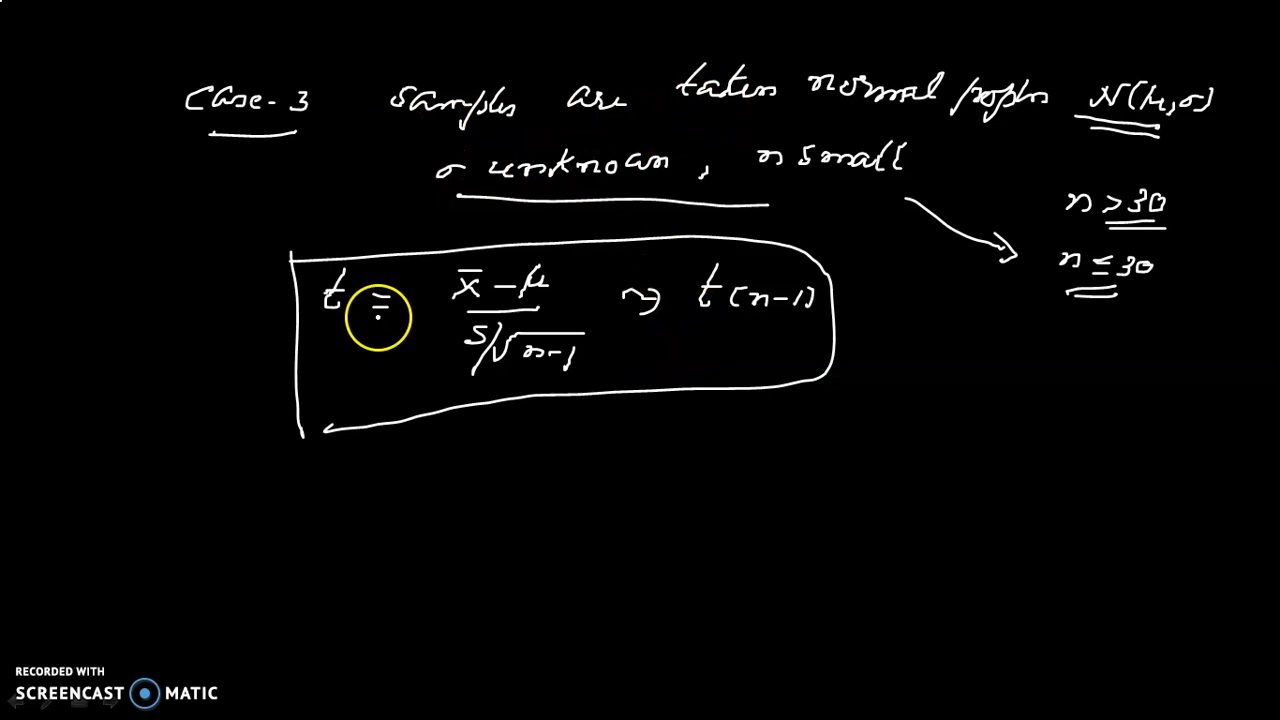 Case-3 samples are taken normal popln N(μ,σ)
σ unknown, n small
n > 30
n ≤ 30
t = x̄ - μ / S/√n-1 ~ t(n-1)
RECORDED WITH
SCREENCAST MATIC